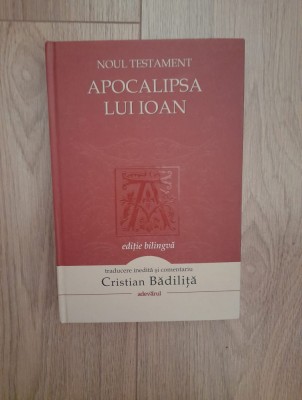 NOUL TESTAMENT
APOCALIPSA
LUI IOAN
ediție bilingvă
traducere inedită și comentariu
Cristian Bădiliță
adevărul